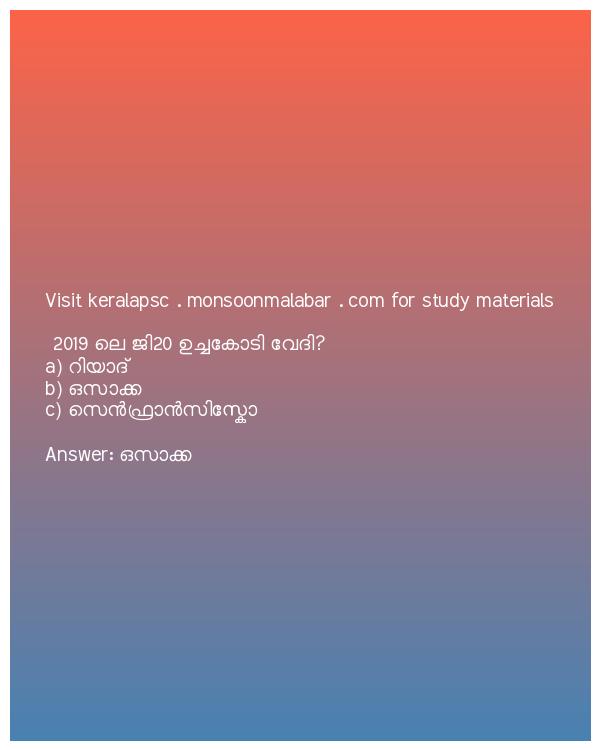 Visit keralapsc . monsoonmalabar . com for study materials
2019 ലെ ജി20 ഉച്ചകോടി വേദി?
a) റിയാദ്
b) ഒസാക്ക
c) സെൻഫ്രാൻസിസ്കോ
Answer: ഒസാക്ക